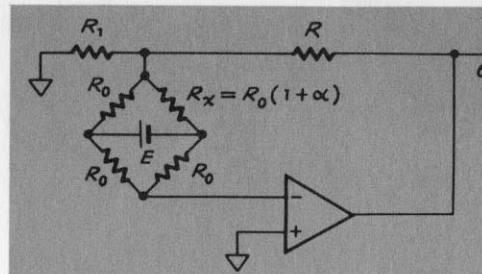 R₁
R
R₀
Rₓ = R₀(1+α)
E
R₀
R₀
−
+